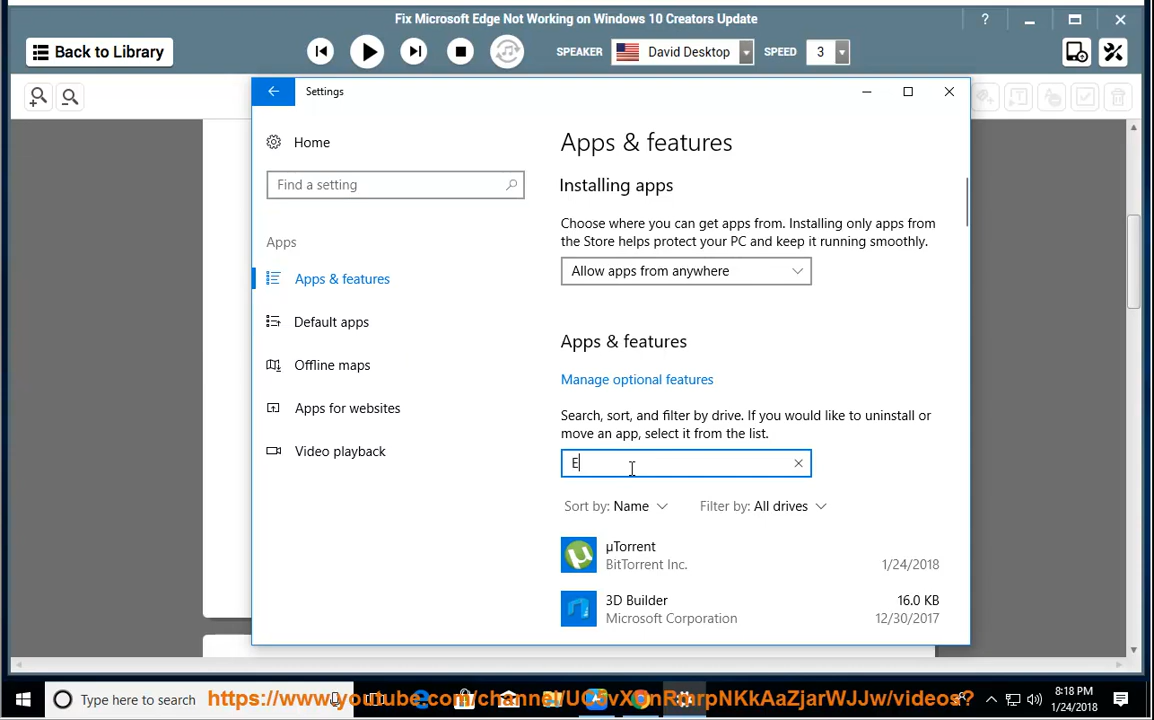 Fix Microsoft Edge Not Working on Windows 10 Creators Update
?
Back to Library
SPEAKER
David Desktop
SPEED
3
Settings
Home
Find a setting
Apps
Apps & features
Default apps
Offline maps
Apps for websites
Video playback
Apps & features
Installing apps
Choose where you can get apps from. Installing only apps from
the Store helps protect your PC and keep it running smoothly.
Allow apps from anywhere
Apps & features
Manage optional features
Search, sort, and filter by drive. If you would like to uninstall or
move an app, select it from the list.
E
Sort by: Name
Filter by: All drives
µTorrent
BitTorrent Inc.
1/24/2018
3D Builder
16.0 KB
Microsoft Corporation
12/30/2017
Type here to search
8:18 PM
1/24/2018